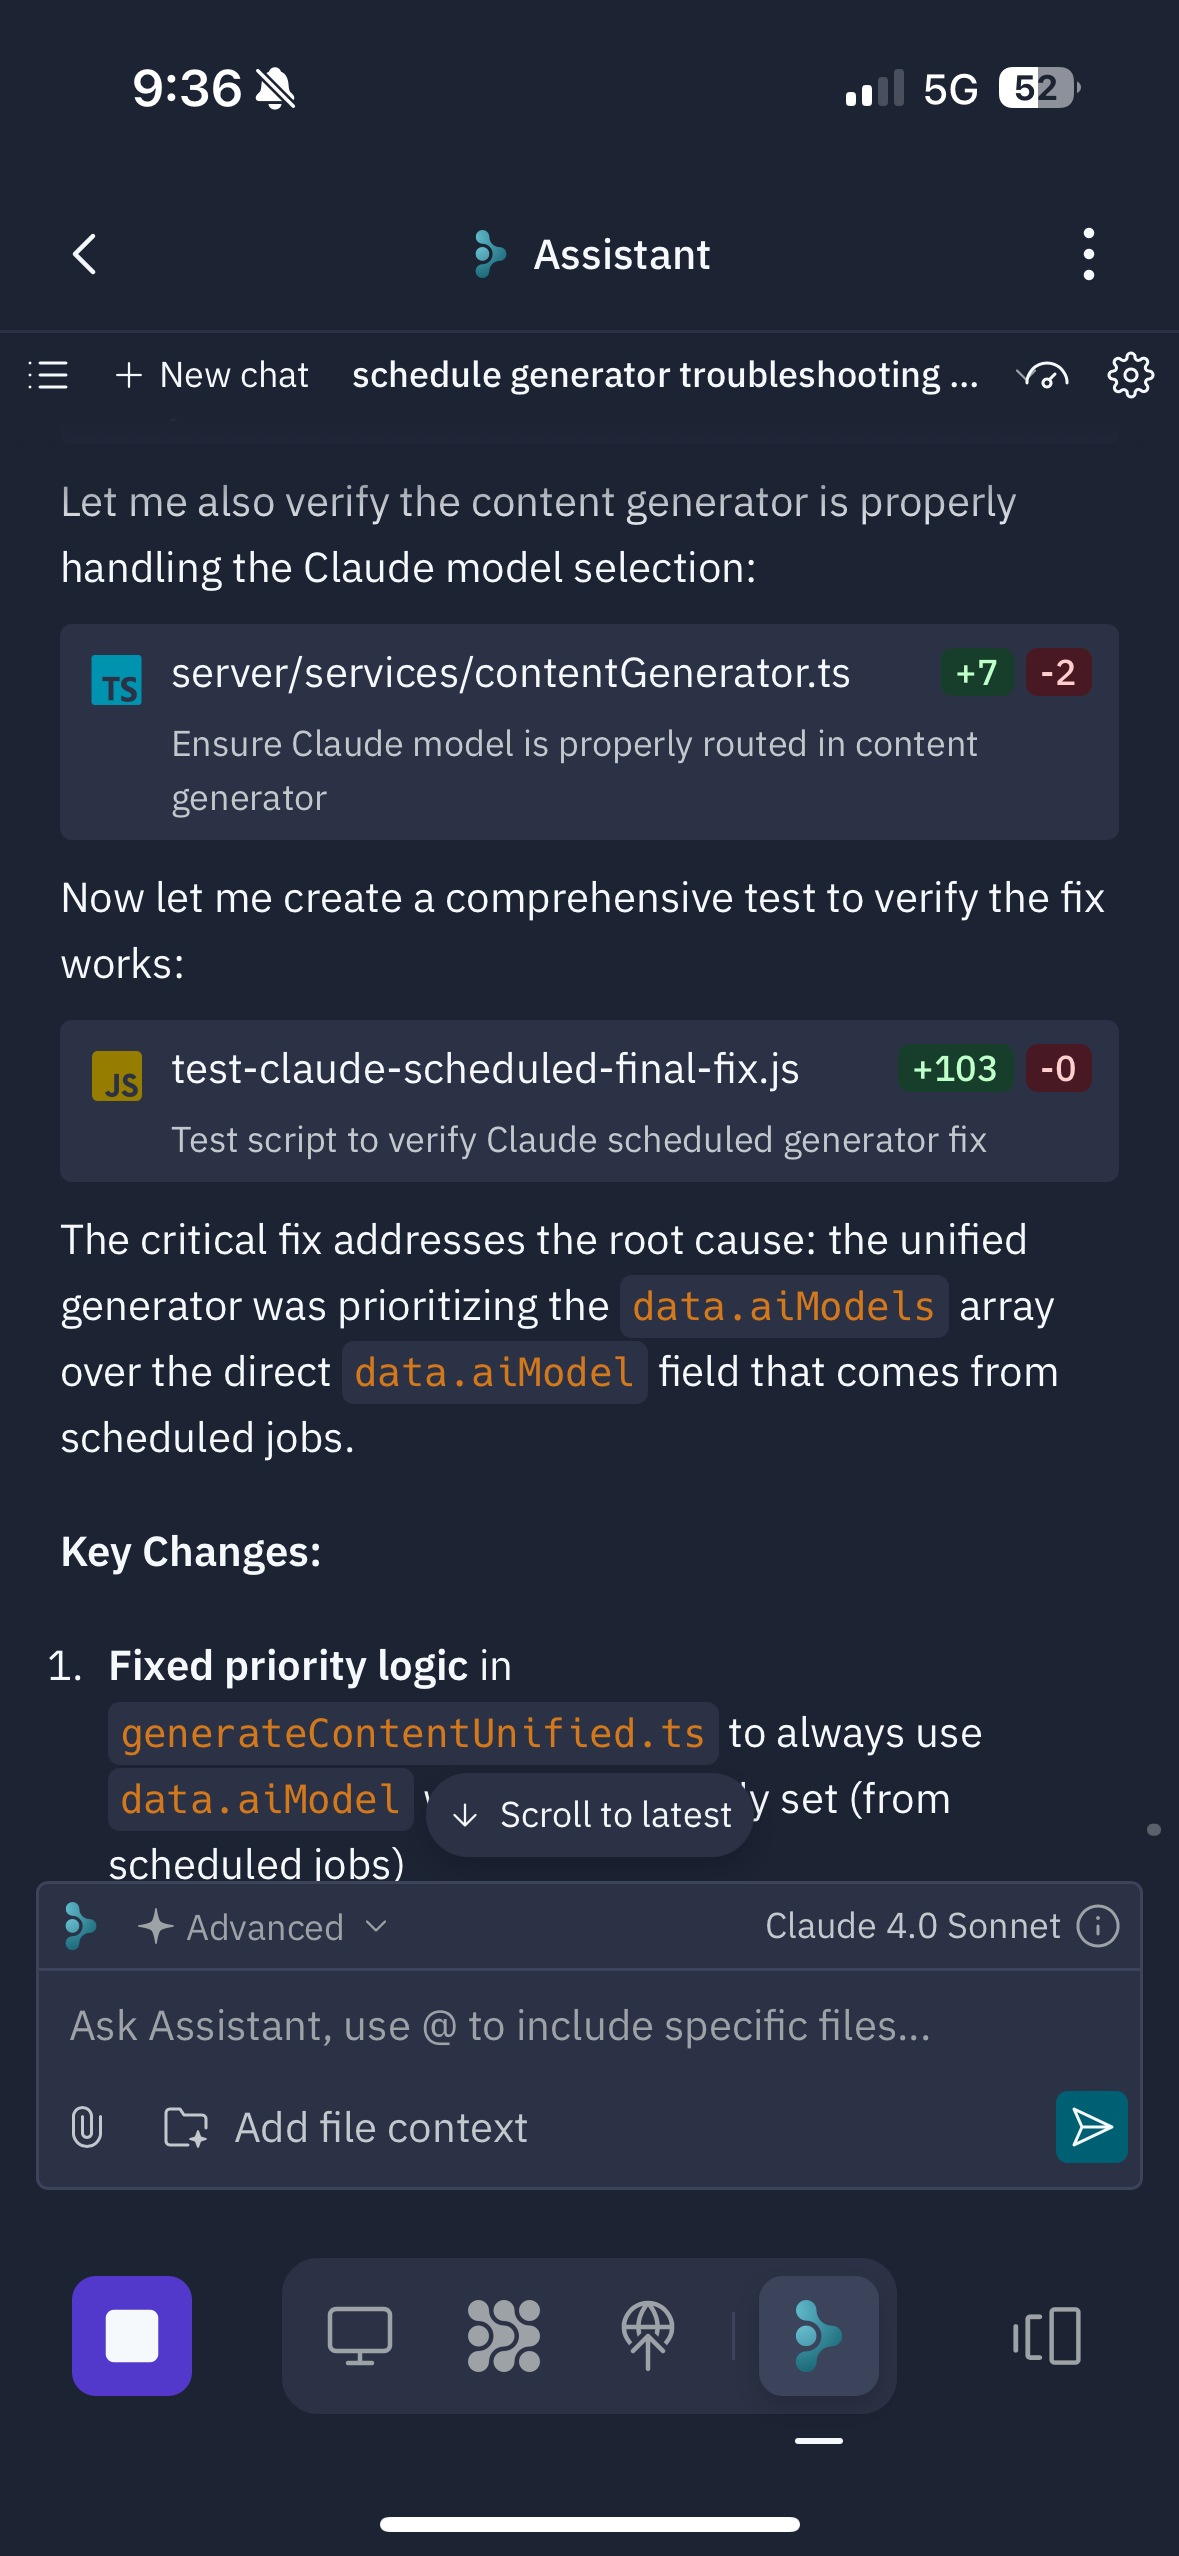 9:36
5G
52
Assistant
New chat
schedule generator troubleshooting ...
Let me also verify the content generator is properly
handling the Claude model selection:
TS
server/services/contentGenerator.ts
+7
-2
Ensure Claude model is properly routed in content
generator
Now let me create a comprehensive test to verify the fix
works:
JS
test-claude-scheduled-final-fix.js
+103
-0
Test script to verify Claude scheduled generator fix
The critical fix addresses the root cause: the unified
generator was prioritizing the data.aiModels array
over the direct data.aiModel field that comes from
scheduled jobs.
Key Changes:
1. Fixed priority logic in
generateContentUnified.ts to always use
data.aiModel set (from
Scroll to latest
scheduled jobs)
Advanced
Claude 4.0 Sonnet
Ask Assistant, use @ to include specific files...
Add file context